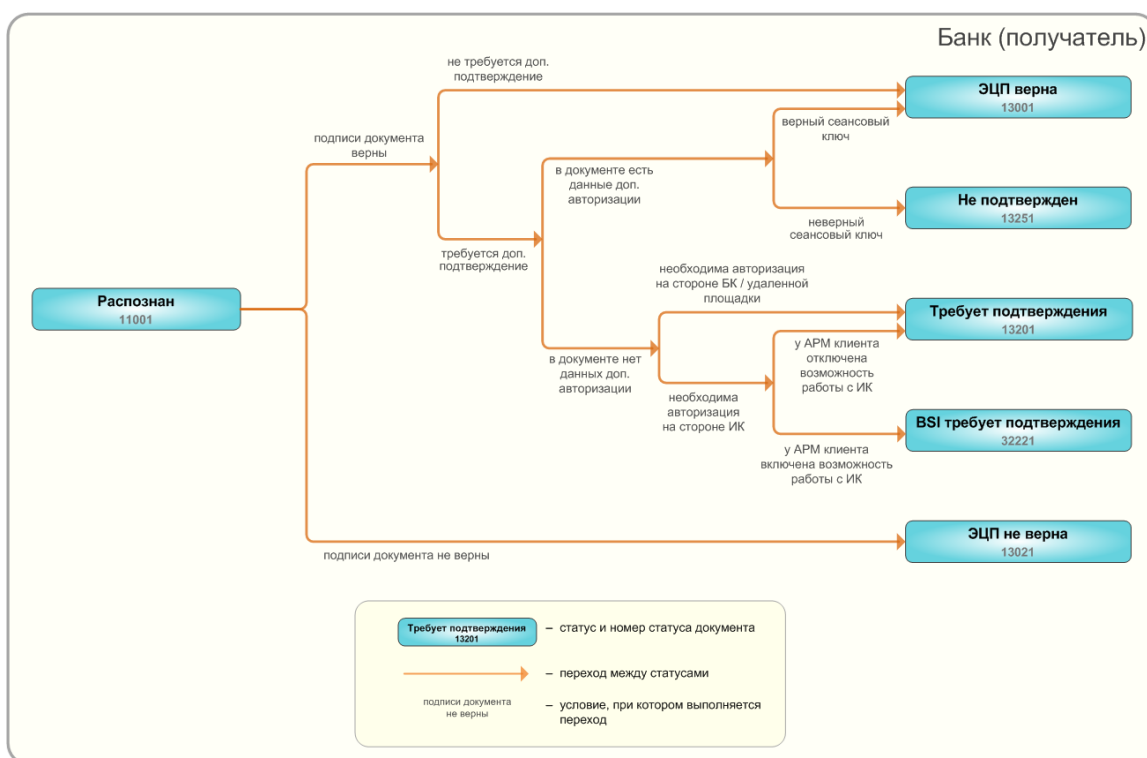 Банк (получатель)
не требуется доп.
подтверждение
ЭЦП верна
13001
верный сеансовый
ключ
подписи документа
верны
в документе есть
данные доп.
авторизации
Не подтвержден
13251
неверный
сеансовый ключ
требуется доп.
подтверждение
необходима авторизация
на стороне БК / удаленной
площадки
Распознан
11001
Требует подтверждения
13201
у АРМ клиента
отключена
возможность
работы с ИК
в документе нет
данных доп.
авторизации
необходима
авторизация
на стороне ИК
BSI требует подтверждения
32221
у АРМ клиента
включена возможность
работы с ИК
ЭЦП не верна
13021
подписи документа не верны
Требует подтверждения
13201
– статус и номер статуса документа
– переход между статусами
подписи документа
не верны
– условие, при котором выполняется
переход